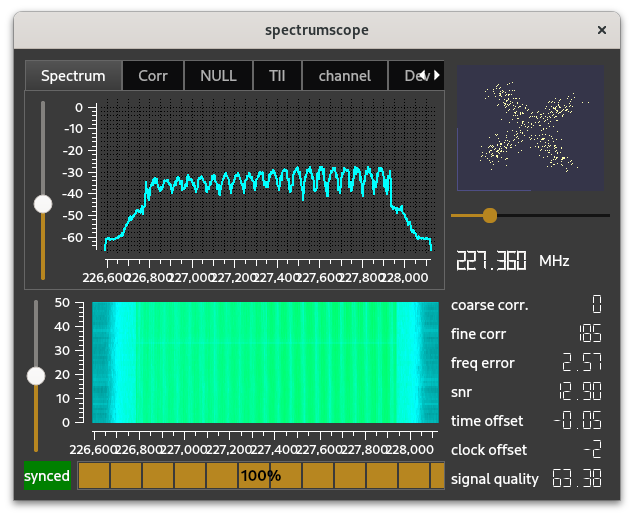 spectrumscope ×
Spectrum Corr NULL TII channel Dev
0
-10
-20
-30
-40
-50
-60
226,600 226,800 227,000 227,200 227,400 227,600 227,800 228,000
227.360 MHz
50
40
30
20
10
0
226,600 226,800 227,000 227,200 227,400 227,600 227,800 228,000
coarse corr. 0
fine corr 185
freq error 2.57
snr 12.90
time offset -0.05
clock offset -2
signal quality 63.38
synced 100%